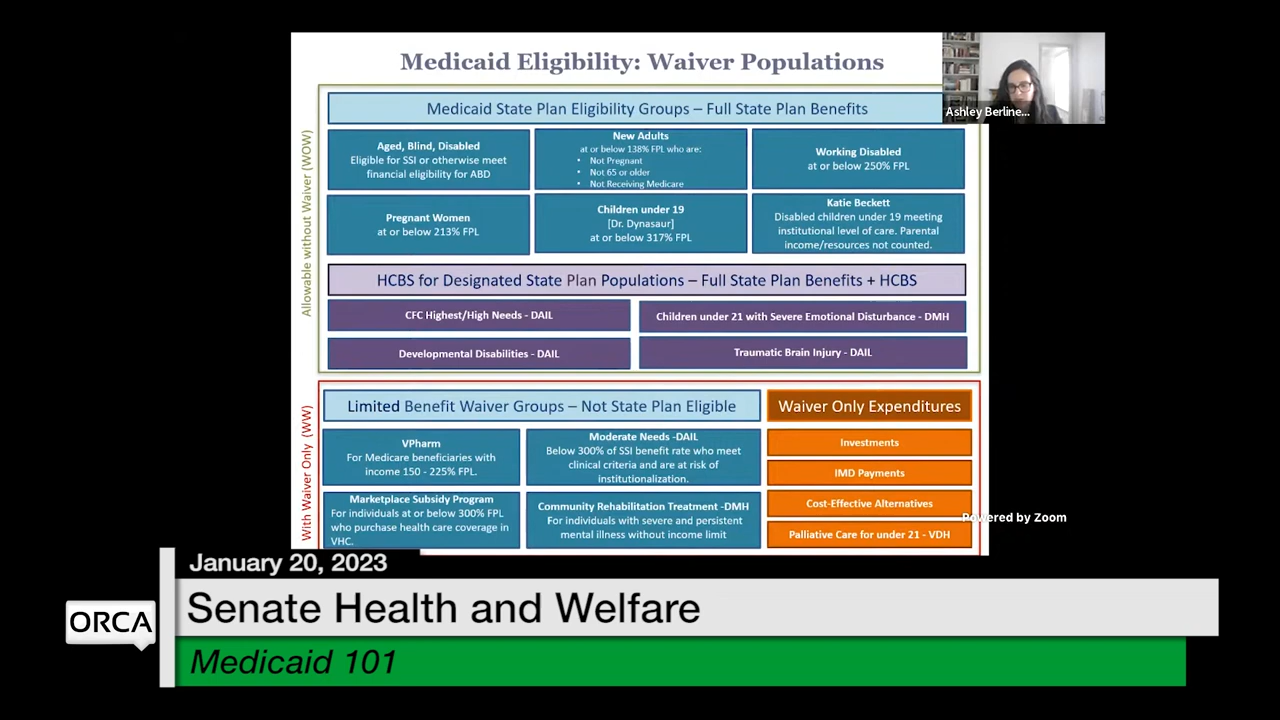 Medicaid Eligibility: Waiver Populations
Ashley Berline...
Allowable without Waiver (WOW)
Medicaid State Plan Eligibility Groups – Full State Plan Benefits
Aged, Blind, Disabled
Eligible for SSI or otherwise meet
financial eligibility for ABD
New Adults
at or below 138% FPL who are:
• Not Pregnant
• Not 65 or older
• Not Receiving Medicare
Working Disabled
at or below 250% FPL
Pregnant Women
at or below 213% FPL
Children under 19
[Dr. Dynasaur]
at or below 317% FPL
Katie Beckett
Disabled children under 19 meeting
institutional level of care. Parental
income/resources not counted.
HCBS for Designated State Plan Populations – Full State Plan Benefits + HCBS
CFC Highest/High Needs - DAIL
Children under 21 with Severe Emotional Disturbance - DMH
Developmental Disabilities - DAIL
Traumatic Brain Injury - DAIL
With Waiver Only (WW)
Limited Benefit Waiver Groups – Not State Plan Eligible
VPharm
For Medicare beneficiaries with
income 150 - 225% FPL.
Moderate Needs -DAIL
Below 300% of SSI benefit rate who meet
clinical criteria and are at risk of
institutionalization.
Marketplace Subsidy Program
For individuals at or below 300% FPL
who purchase health care coverage in
VHC.
Community Rehabilitation Treatment -DMH
For individuals with severe and persistent
mental illness without income limit
Waiver Only Expenditures
Investments
IMD Payments
Cost-Effective Alternatives
Palliative Care for under 21 - VDH
Powered by Zoom
January 20, 2023
ORCA
Senate Health and Welfare
Medicaid 101